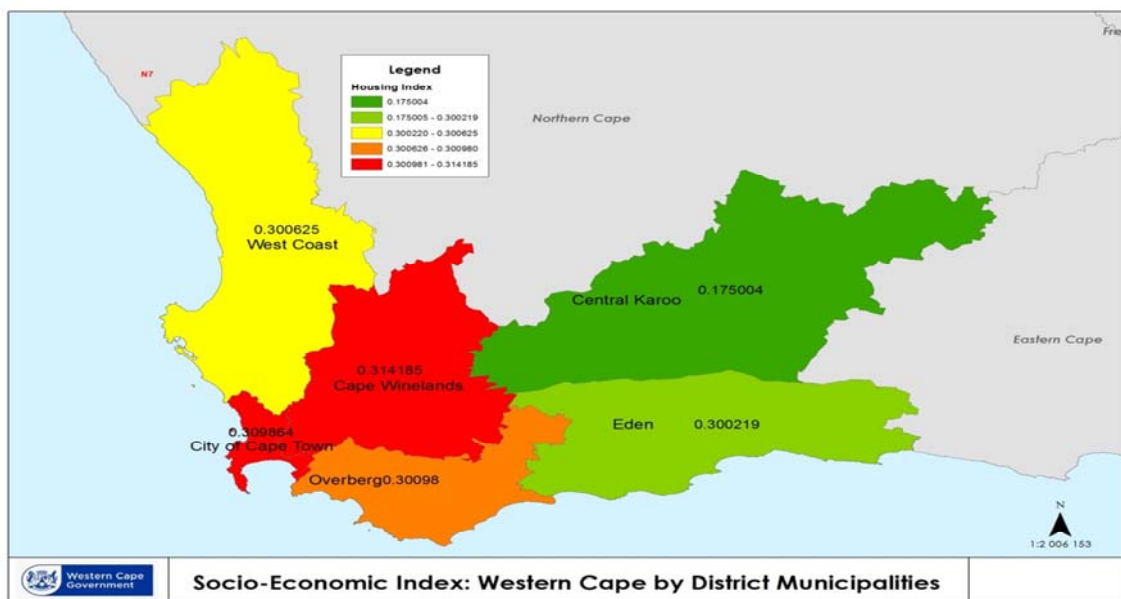 Frie
N7
Legend
Housing Index
0.175004
0.175005 - 0.300219
0.300220 - 0.300625
0.300626 - 0.300980
0.300981 - 0.314185
Northern Cape
0.300625
West Coast
Central Karoo 0.175004
Eastern Cape
0.314185
Cape Winelands
Eden 0.300219
0.309864
City of Cape Town
Overberg0.30098
N
1:2 006 153
Western Cape
Government
Socio-Economic Index: Western Cape by District Municipalities